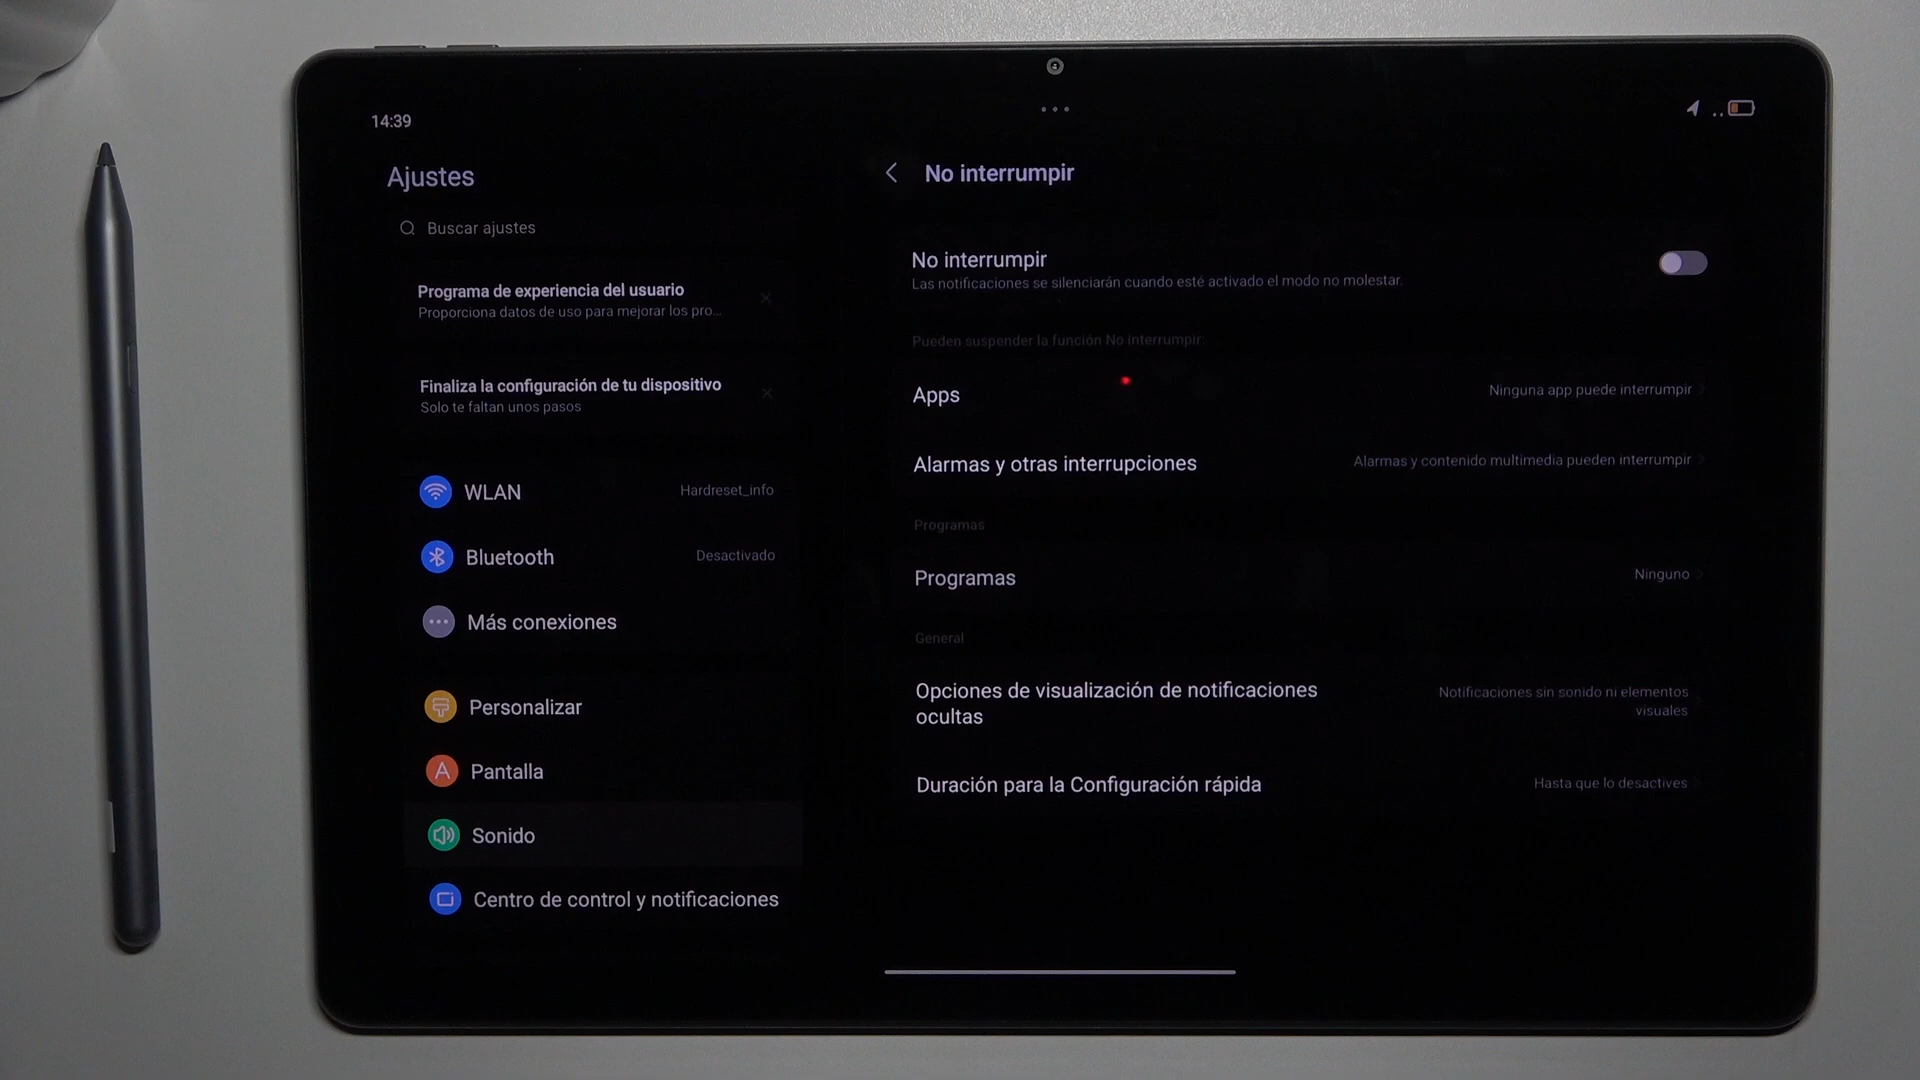 14:39
Ajustes
Buscar ajustes
Programa de experiencia del usuario
Proporciona datos de uso para mejorar los pro...
Finaliza la configuración de tu dispositivo
Solo te faltan unos pasos
WLAN
Hardreset_info
Bluetooth
Desactivado
Más conexiones
Personalizar
Pantalla
Sonido
Centro de control y notificaciones
No interrumpir
No interrumpir
Las notificaciones se silenciarán cuando esté activado el modo no molestar.
Pueden suspender la función No interrumpir:
Apps
Ninguna app puede interrumpir
Alarmas y otras interrupciones
Alarmas y contenido multimedia pueden interrumpir
Programas
Programas
Ninguno
General
Opciones de visualización de notificaciones
ocultas
Notificaciones sin sonido ni elementos
visuales
Duración para la Configuración rápida
Hasta que lo desactives